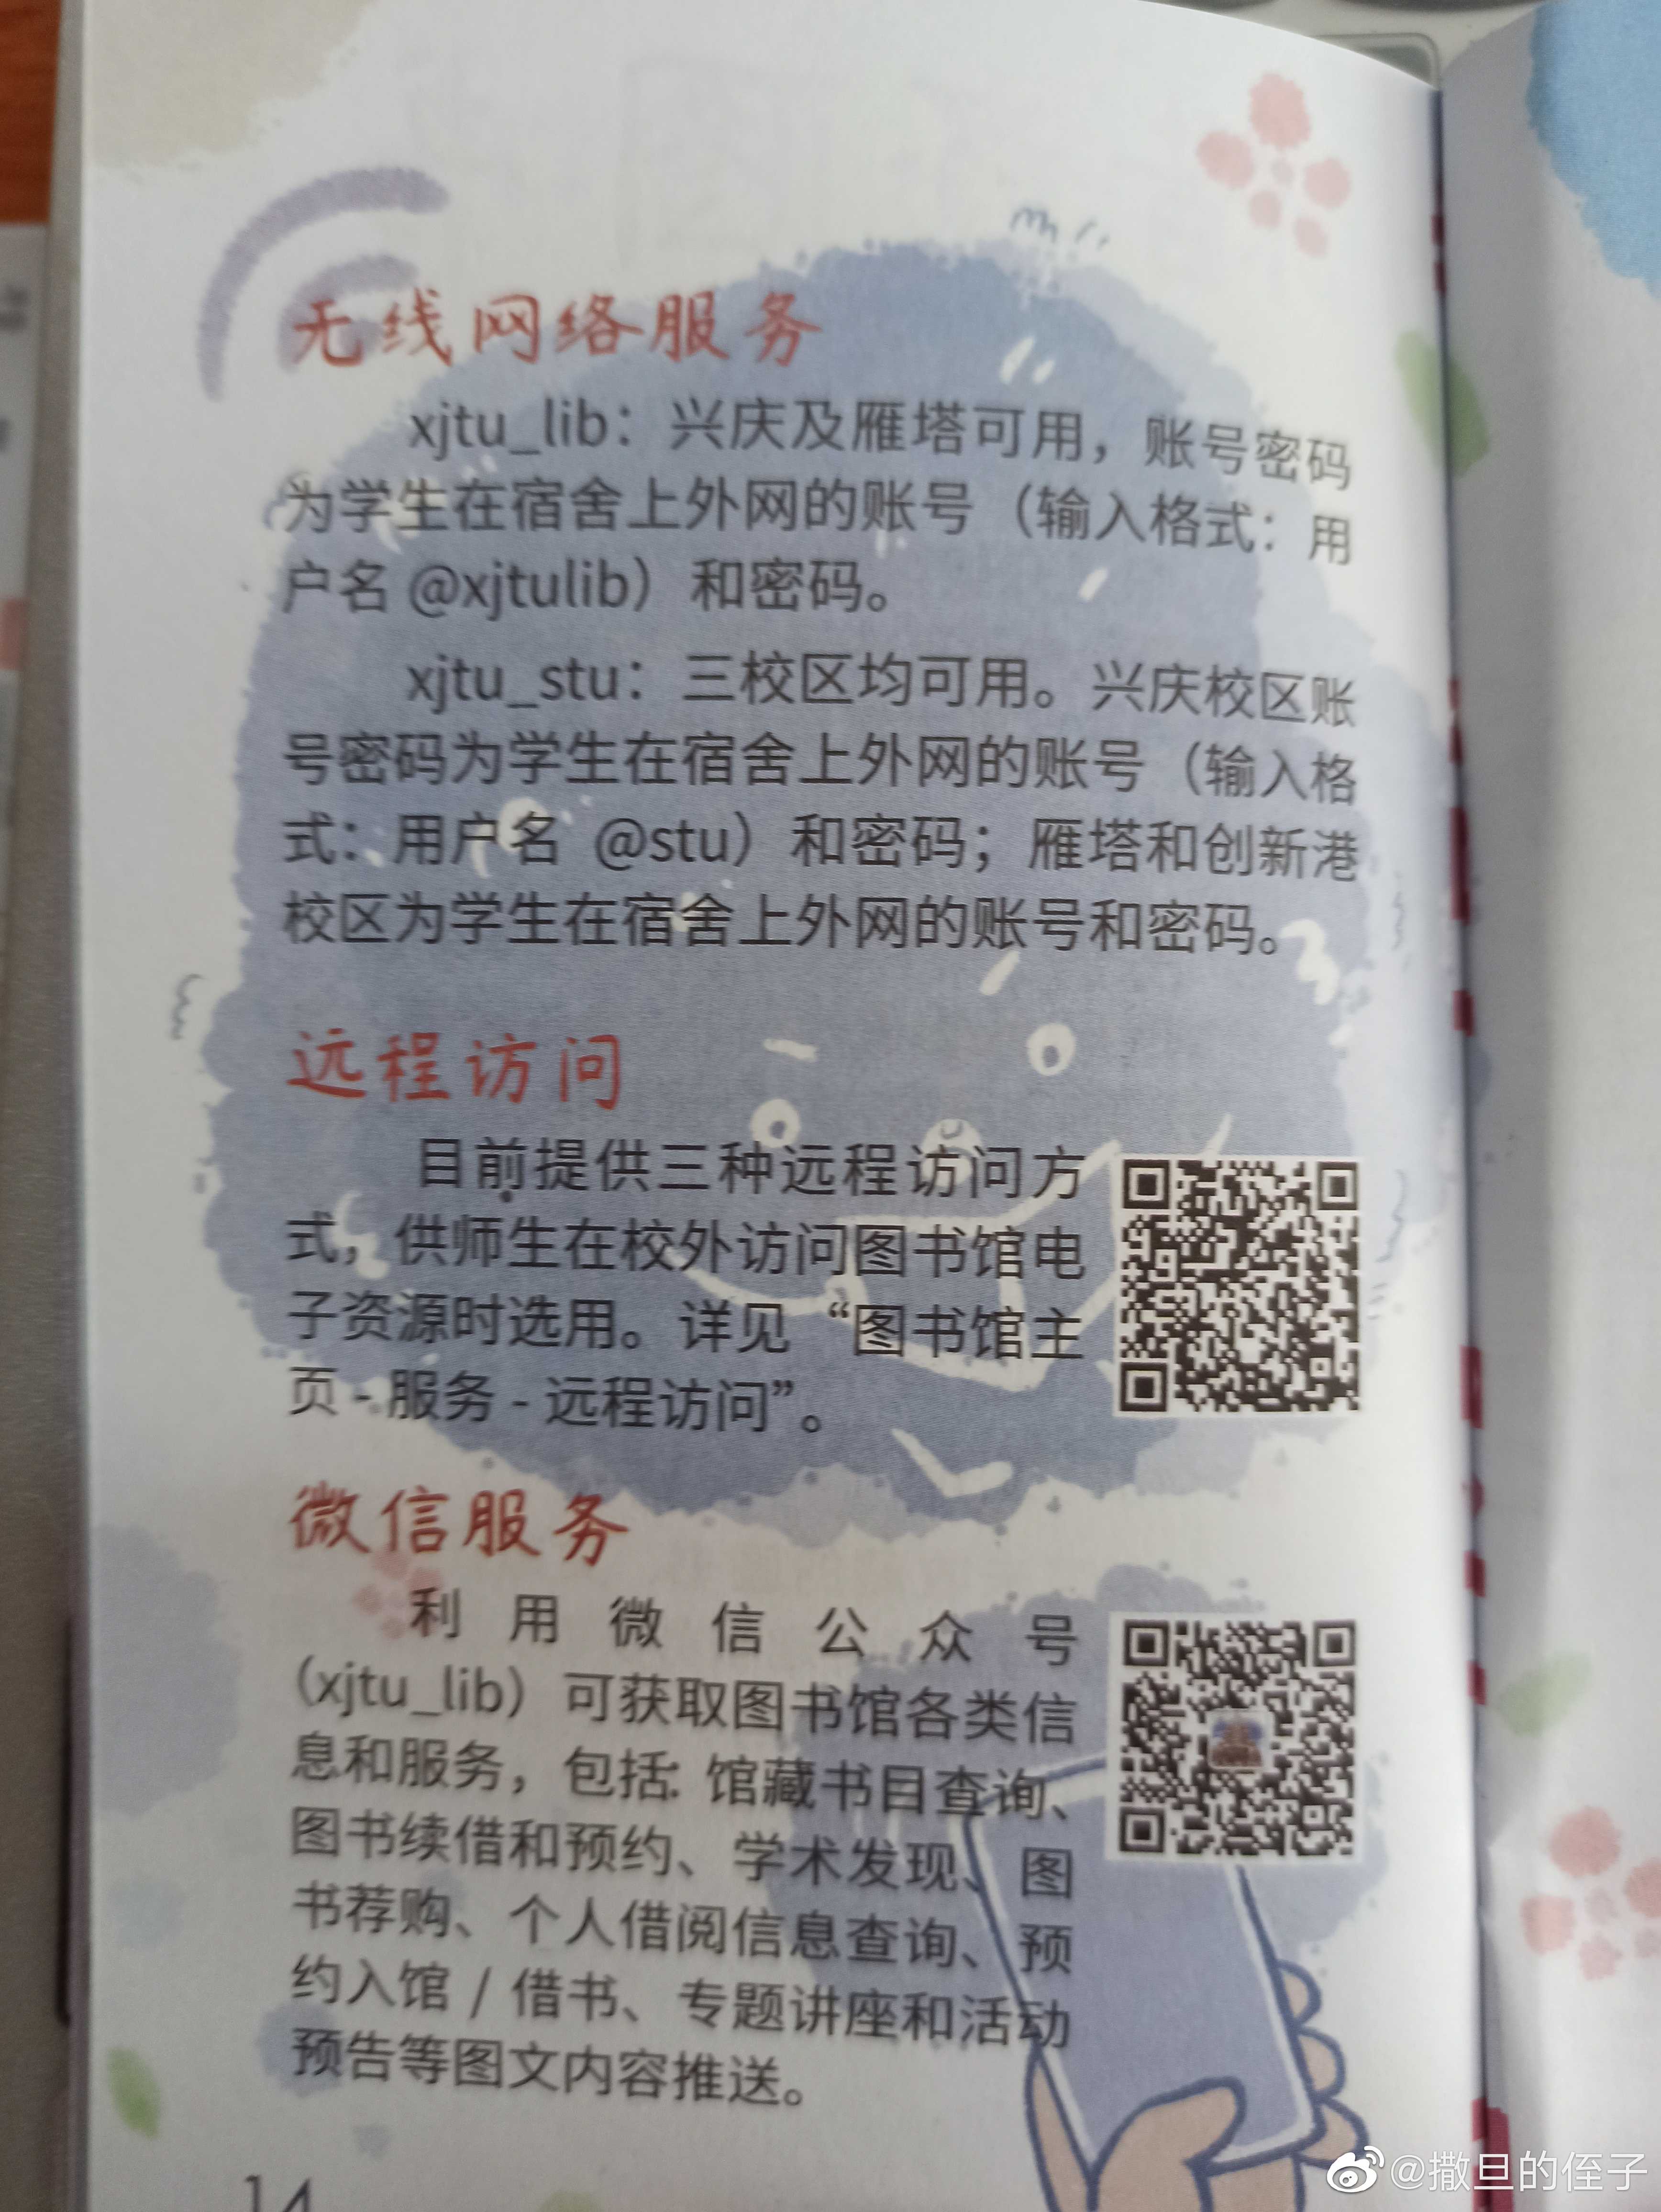 无线网络服务
xjtu_lib：兴庆及雁塔可用，账号密码
为学生在宿舍上外网的账号（输入格式：用
户名 @xjtulib）和密码。
xjtu_stu：三校区均可用。兴庆校区账
号密码为学生在宿舍上外网的账号（输入格
式：用户名 @stu）和密码；雁塔和创新港
校区为学生在宿舍上外网的账号和密码。
远程访问
目前提供三种远程访问方
式，供师生在校外访问图书馆电
子资源时选用。详见“图书馆主
页 - 服务 - 远程访问”。
微信服务
利用微信公众号
（xjtu_lib）可获取图书馆各类信
息和服务，包括：馆藏书目查询、
图书续借和预约、学术发现、图
书荐购、个人借阅信息查询、预
约入馆 / 借书、专题讲座和活动
预告等图文内容推送。
14
@撒旦的侄子